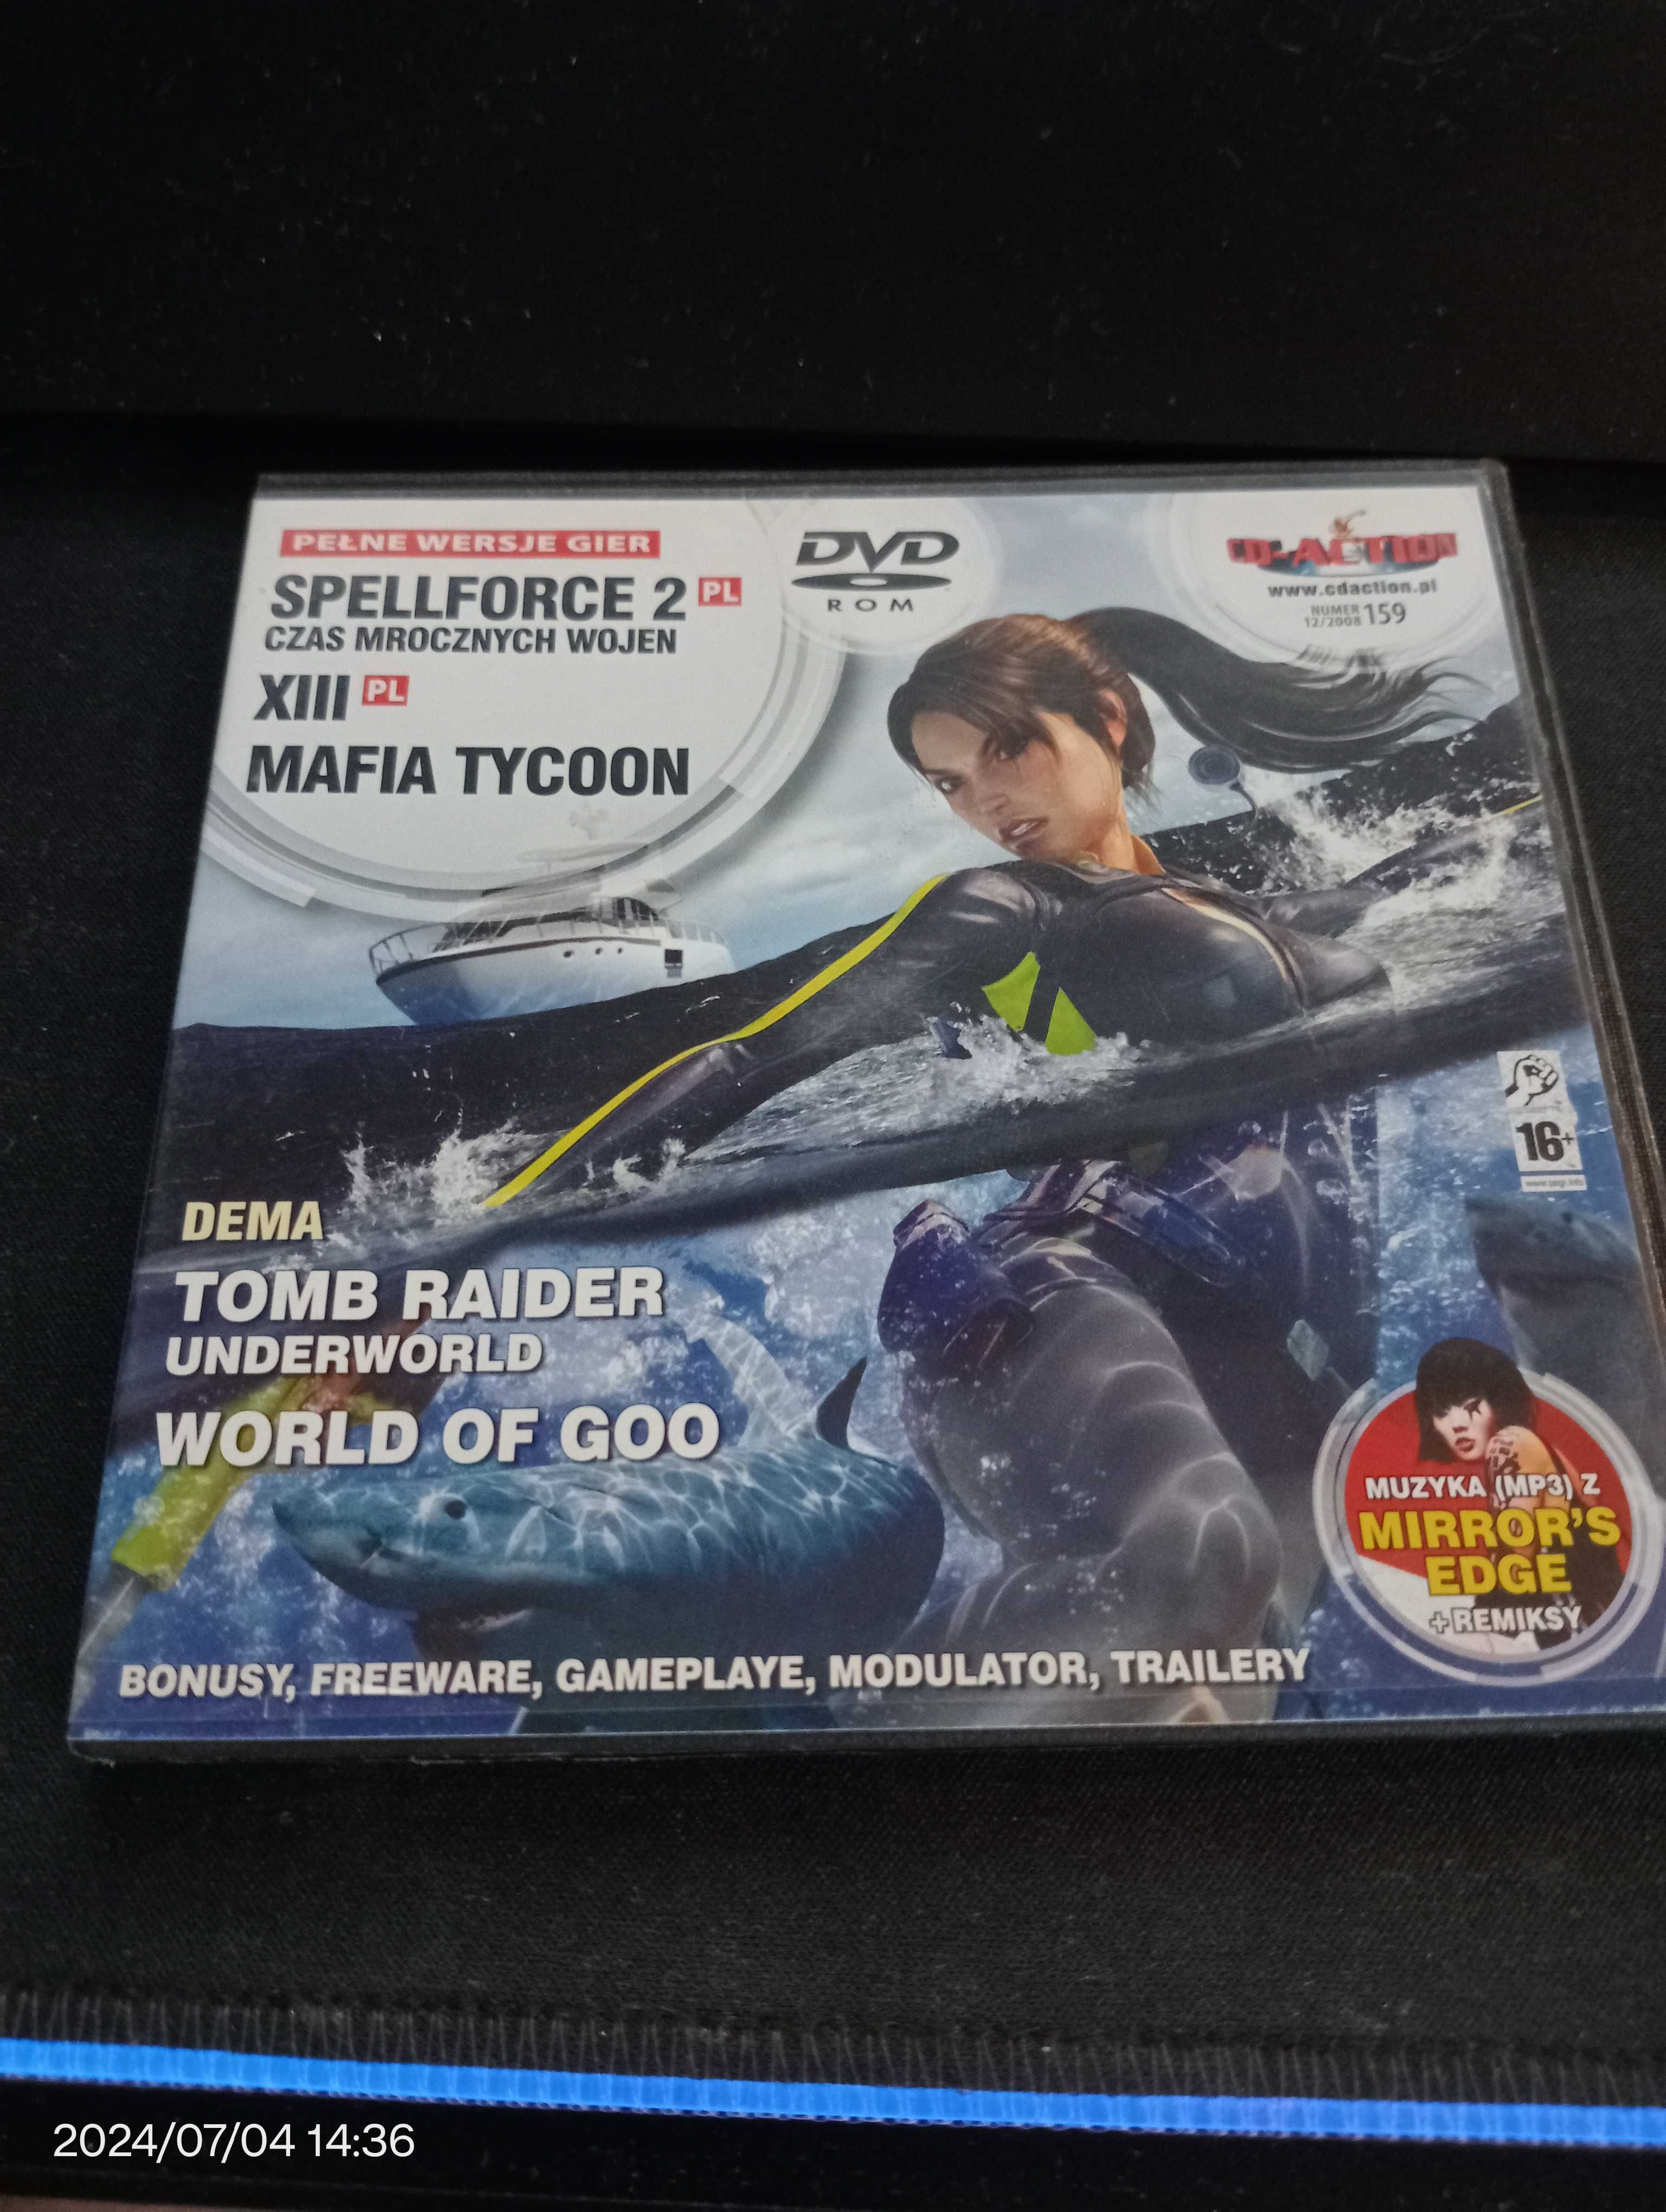 PEŁNE WERSJE GIER
SPELLFORCE 2 PL
CZAS MROCZNYCH WOJEN
XIII PL
MAFIA TYCOON
DVD
ROM
CD-ACTION
www.cdaction.pl
NUMER
12/2008 159
16+
www.pegi.info
DEMA
TOMB RAIDER
UNDERWORLD
WORLD OF GOO
MUZYKA (MP3) Z
MIRROR'S
EDGE
+ REMIKSY
BONUSY, FREEWARE, GAMEPLAYE, MODULATOR, TRAILERY
2024/07/04 14:36